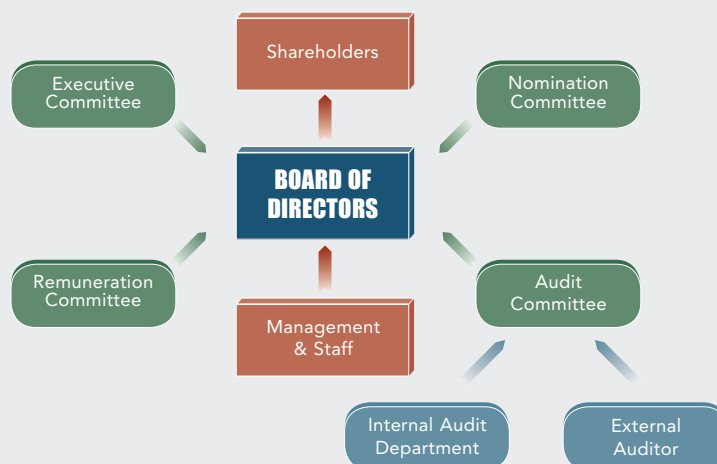 Shareholders
Executive
Committee
Nomination
Committee
BOARD OF
DIRECTORS
Remuneration
Committee
Management
& Staff
Audit
Committee
Internal Audit
Department
External
Auditor